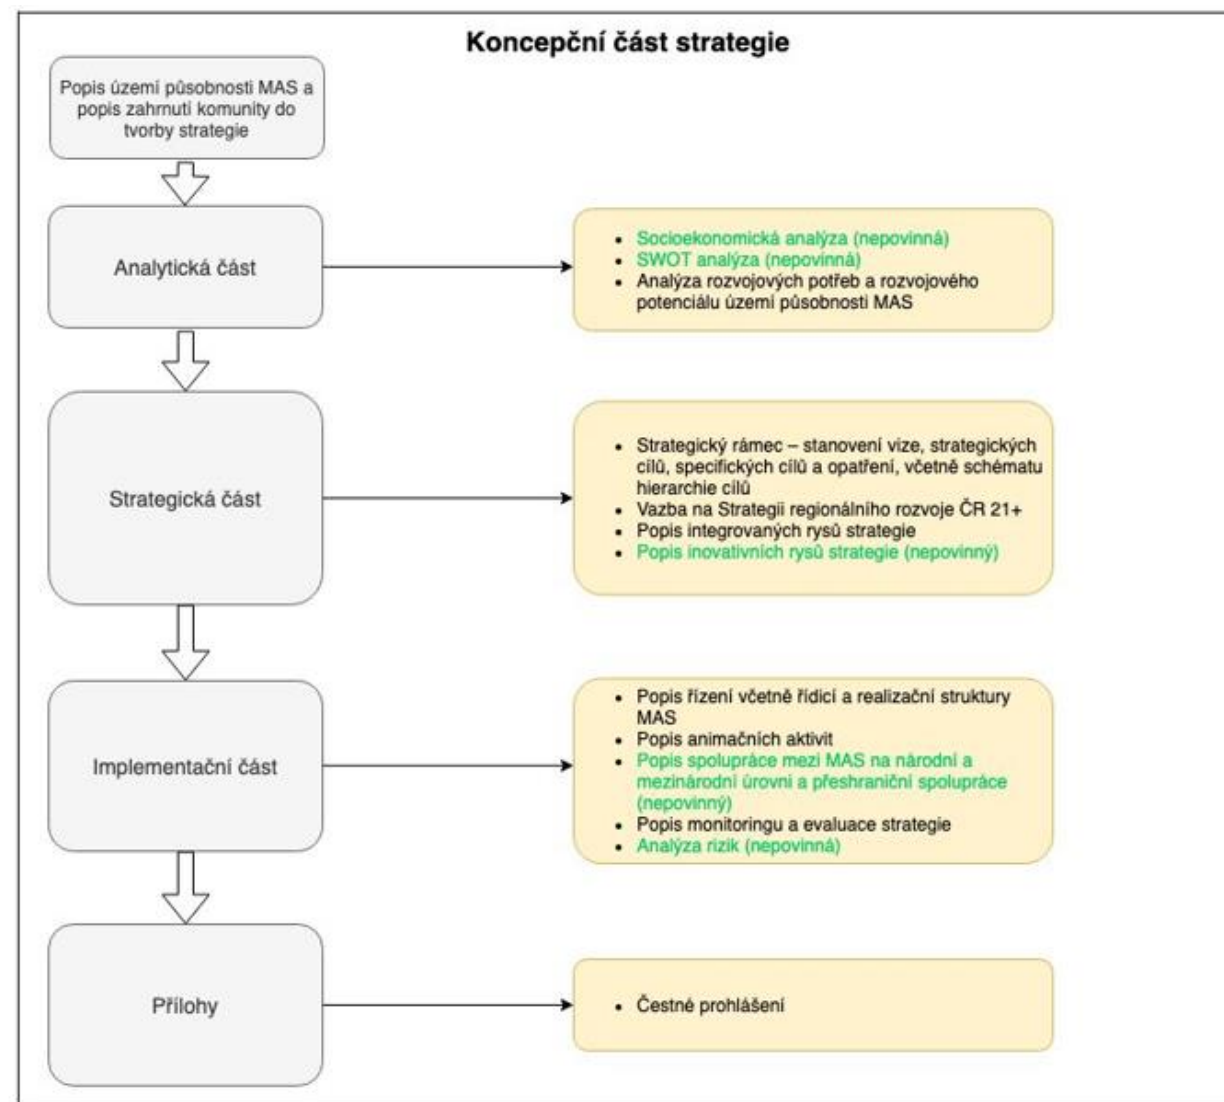 Koncepční část strategie
Popis území působnosti MAS a
popis zahrnutí komunity do
tvorby strategie
Analytická část
• Socioekonomická analýza (nepovinná)
• SWOT analýza (nepovinná)
• Analýza rozvojových potřeb a rozvojového
potenciálu území působnosti MAS
Strategická část
• Strategický rámec – stanovení vize, strategických
cílů, specifických cílů a opatření, včetně schématu
hierarchie cílů
• Vazba na Strategii regionálního rozvoje ČR 21+
• Popis integrovaných rysů strategie
• Popis inovativních rysů strategie (nepovinný)
Implementační část
• Popis řízení včetně řídicí a realizační struktury
MAS
• Popis animačních aktivit
• Popis spolupráce mezi MAS na národní a
mezinárodní úrovni a přeshraniční spolupráce
(nepovinný)
• Popis monitoringu a evaluace strategie
• Analýza rizik (nepovinná)
Přílohy
• Čestné prohlášení